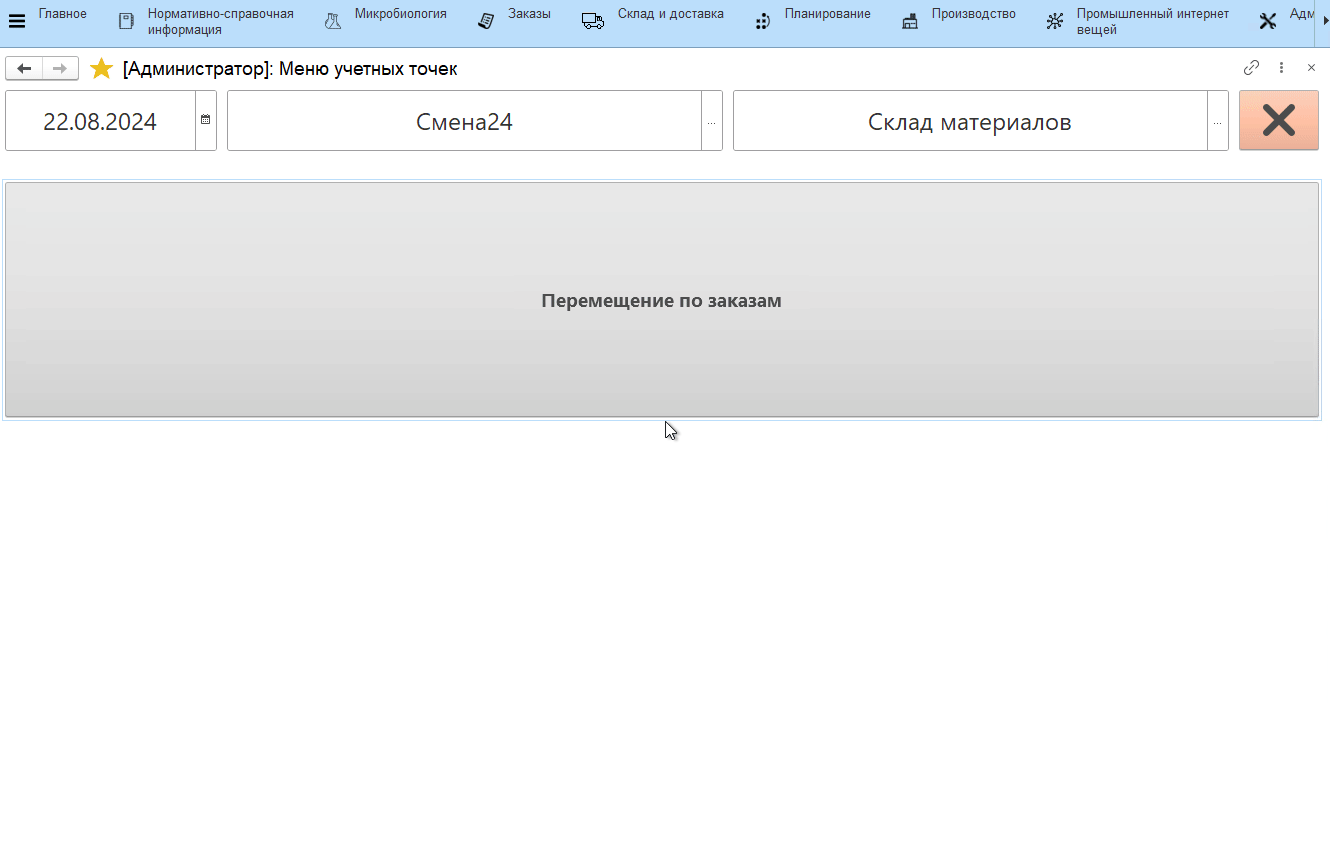 Главное
Нормативно-справочная
информация
Микробиология
Заказы
Склад и доставка
Планирование
Производство
Промышленный интернет
вещей
Адм
[Администратор]: Меню учетных точек
22.08.2024
Смена24
...
Склад материалов
...
Перемещение по заказам